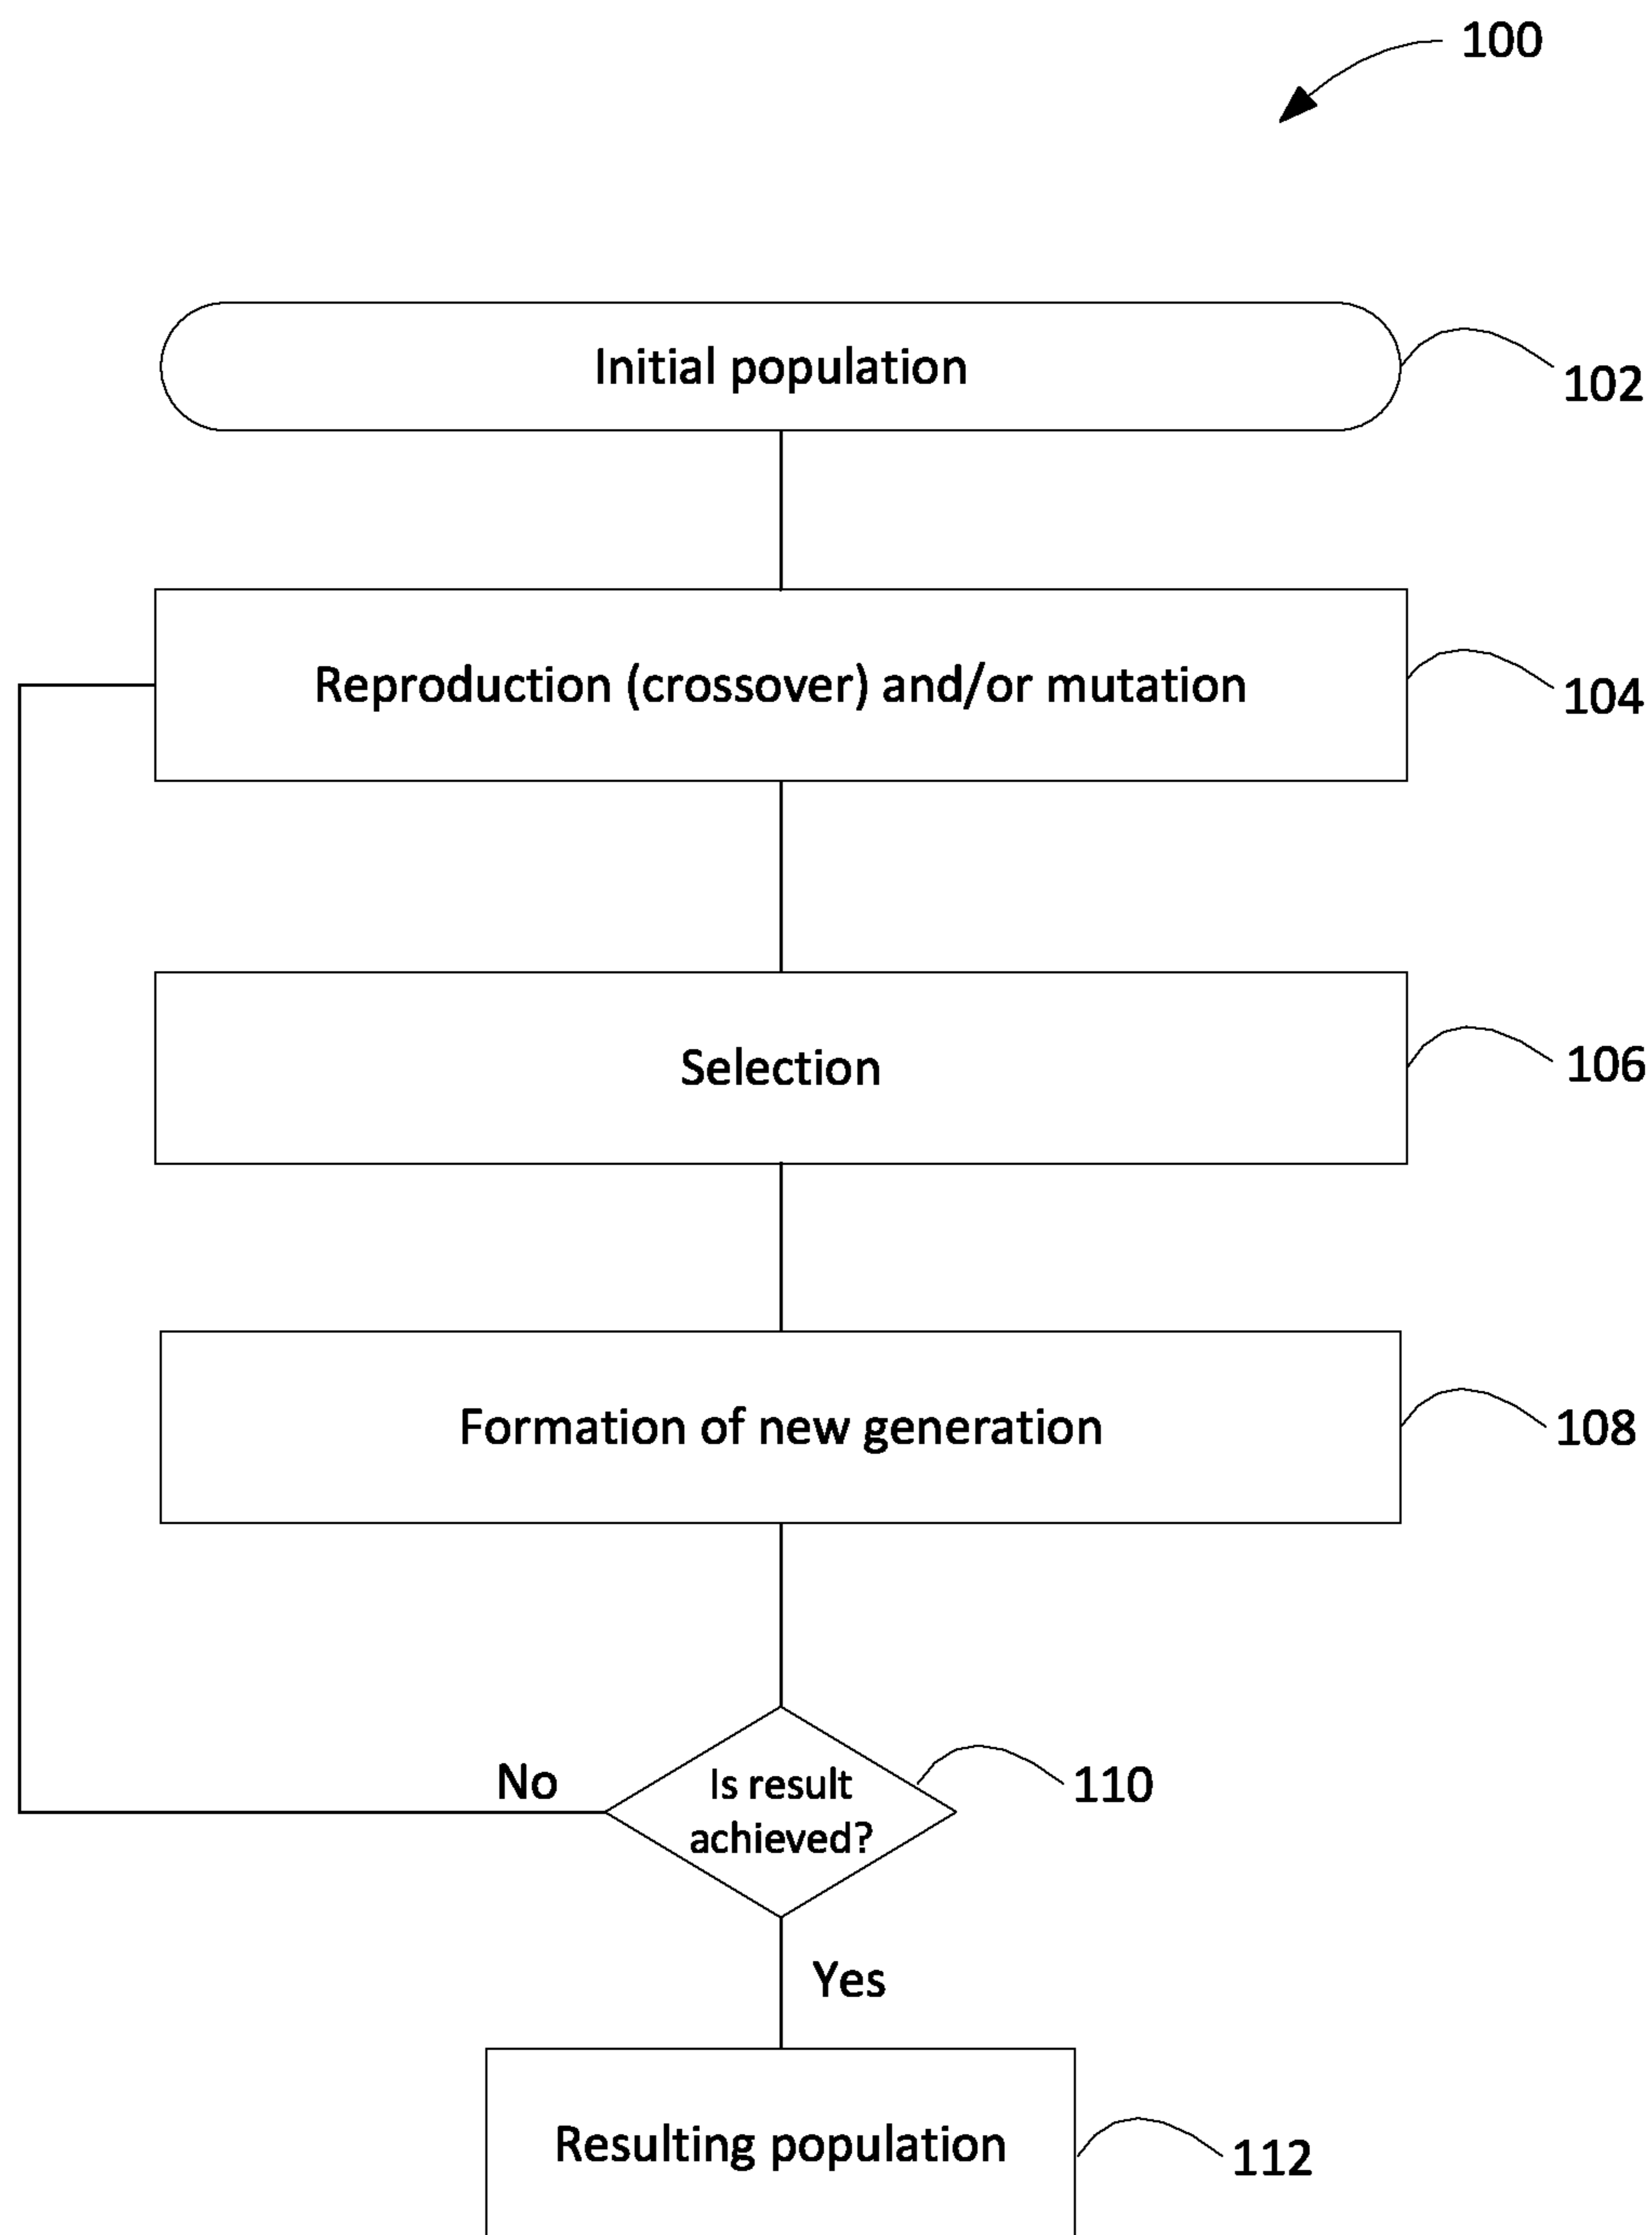 100
Initial population
102
Reproduction (crossover) and/or mutation
104
Selection
106
Formation of new generation
108
No
Is result
achieved?
110
Yes
Resulting population
112